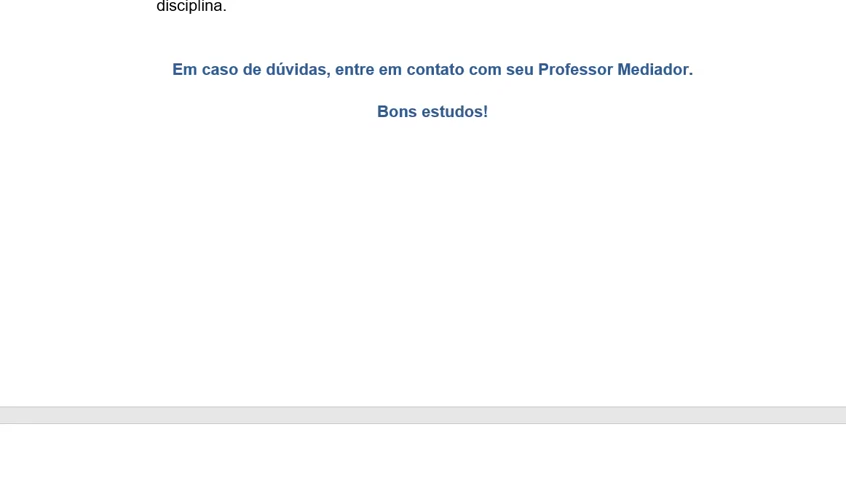 disciplina.
Em caso de dúvidas, entre em contato com seu Professor Mediador.
Bons estudos!